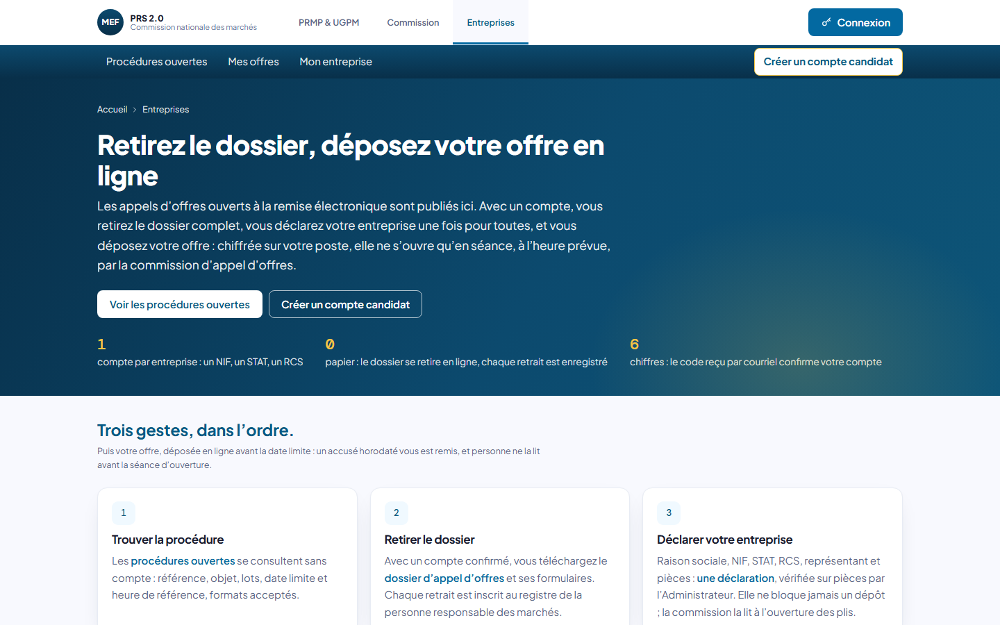 MEF
PRS 2.0
Commission nationale des marchés
PRMP & UGPM
Commission
Entreprises
Connexion
Procédures ouvertes
Mes offres
Mon entreprise
Créer un compte candidat
Accueil > Entreprises
Retirez le dossier, déposez votre offre en
ligne
Les appels d’offres ouverts à la remise électronique sont publiés ici. Avec un compte, vous
retirez le dossier complet, vous déclarez votre entreprise une fois pour toutes, et vous
déposez votre offre : chiffrée sur votre poste, elle ne s’ouvre qu’en séance, à l’heure prévue,
par la commission d’appel d’offres.
Voir les procédures ouvertes
Créer un compte candidat
1
compte par entreprise : un NIF, un STAT, un RCS
0
papier : le dossier se retire en ligne, chaque retrait est enregistré
6
chiffres : le code reçu par courriel confirme votre compte
Trois gestes, dans l’ordre.
Puis votre offre, déposée en ligne avant la date limite : un accusé horodaté vous est remis, et personne ne la lit
avant la séance d’ouverture.
1
Trouver la procédure
Les procédures ouvertes se consultent sans
compte : référence, objet, lots, date limite et
heure de référence, formats acceptés.
2
Retirer le dossier
Avec un compte confirmé, vous téléchargez le
dossier d’appel d’offres et ses formulaires.
Chaque retrait est inscrit au registre de la
personne responsable des marchés.
3
Déclarer votre entreprise
Raison sociale, NIF, STAT, RCS, représentant et
pièces : une déclaration, vérifiée sur pièces par
l’Administrateur. Elle ne bloque jamais un dépôt
; la commission la lit à l’ouverture des plis.